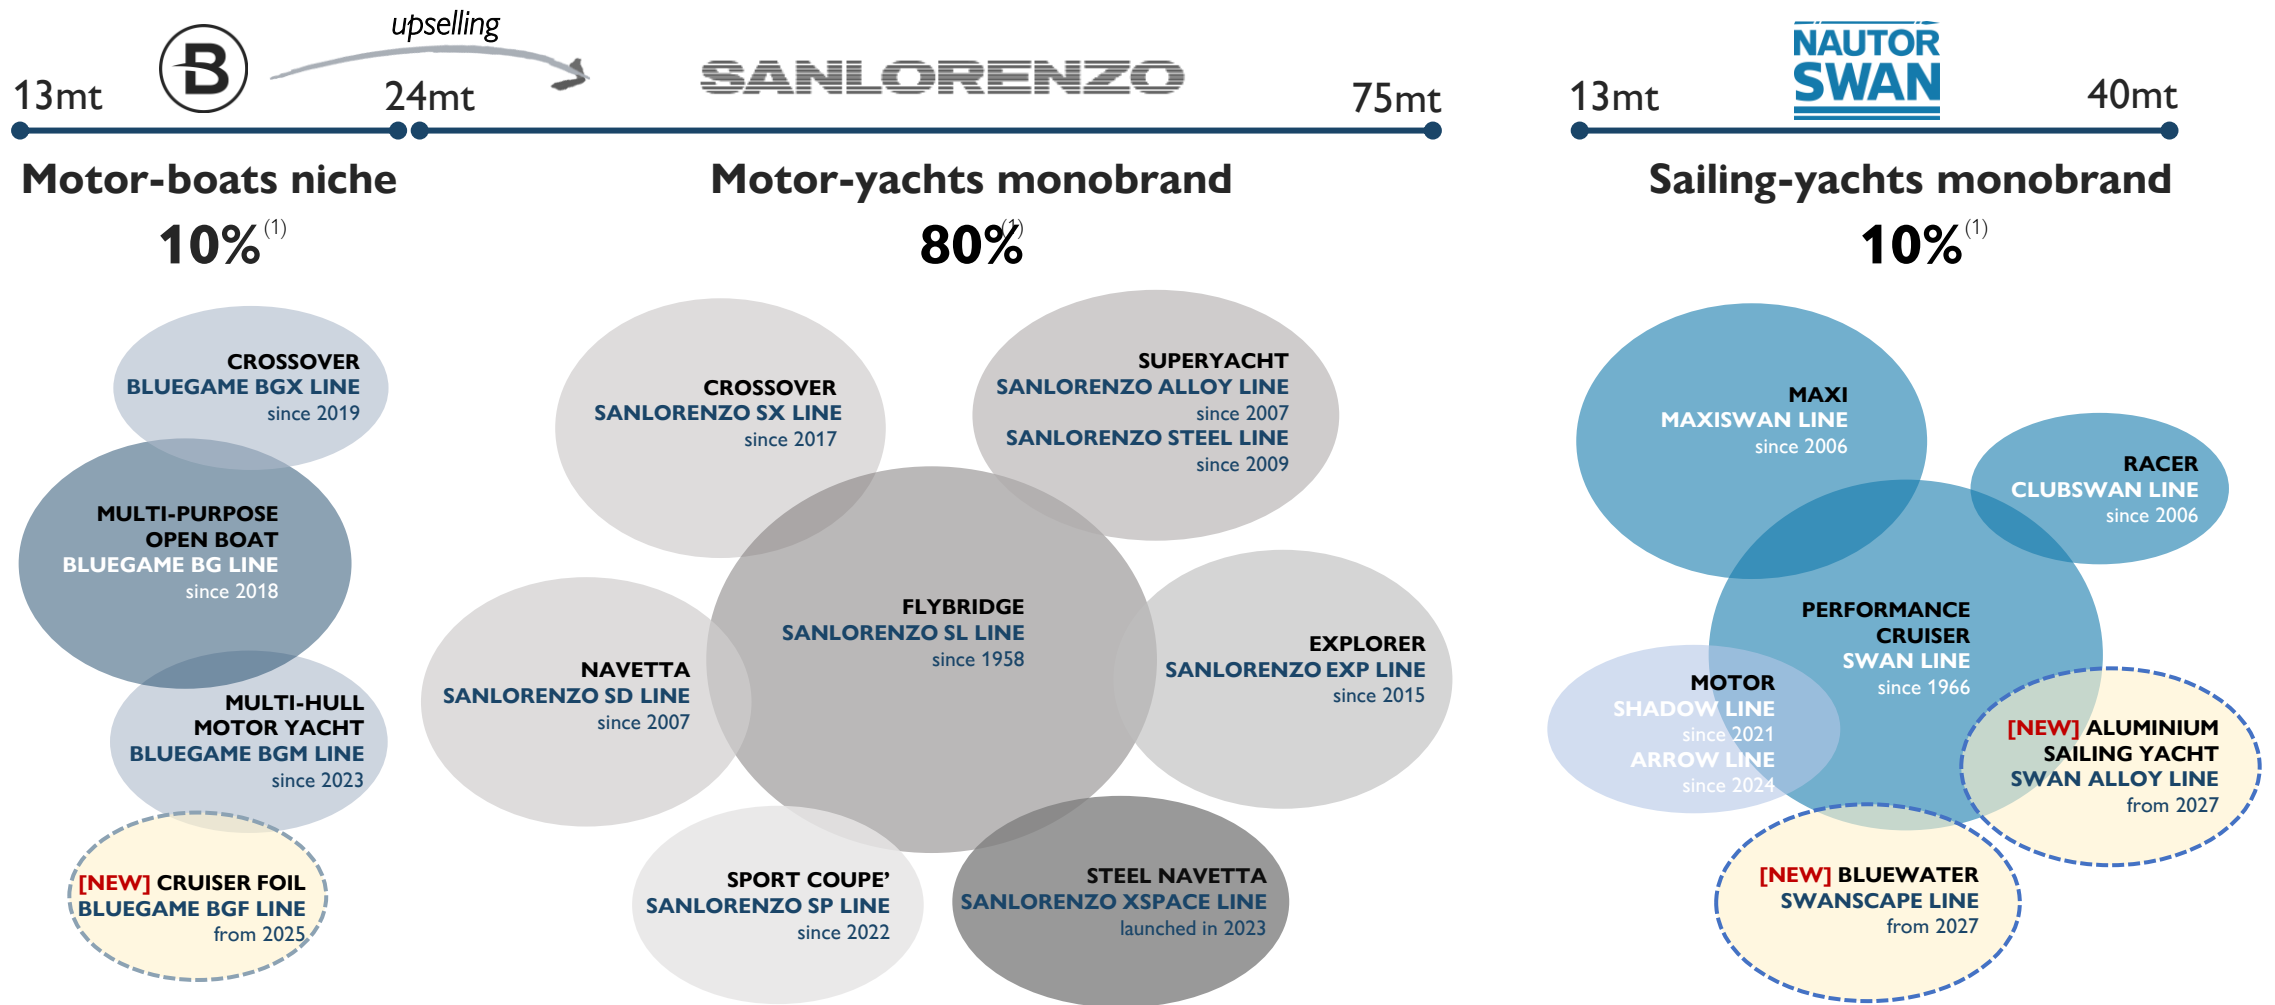 upselling
B
SANLORENZO
NAUTOR
SWAN
13mt
24mt
75mt
13mt
40mt
Motor-boats niche
10%(1)
Motor-yachts monobrand
80%(1)
Sailing-yachts monobrand
10%(1)
CROSSOVER
BLUEGAME BGX LINE
since 2019
MULTI-PURPOSE
OPEN BOAT
BLUEGAME BG LINE
since 2018
MULTI-HULL
MOTOR YACHT
BLUEGAME BGM LINE
since 2023
[NEW] CRUISER FOIL
BLUEGAME BGF LINE
from 2025
CROSSOVER
SANLORENZO SX LINE
since 2017
SUPERYACHT
SANLORENZO ALLOY LINE
since 2007
SANLORENZO STEEL LINE
since 2009
FLYBRIDGE
SANLORENZO SL LINE
since 1958
NAVETTA
SANLORENZO SD LINE
since 2007
EXPLORER
SANLORENZO EXP LINE
since 2015
SPORT COUPE’
SANLORENZO SP LINE
since 2022
STEEL NAVETTA
SANLORENZO XSPACE LINE
launched in 2023
MAXI
MAXISWAN LINE
since 2006
RACER
CLUBSWAN LINE
since 2006
PERFORMANCE
CRUISER
SWAN LINE
since 1966
MOTOR
SHADOW LINE
since 2021
ARROW LINE
since 2024
[NEW] ALUMINIUM
SAILING YACHT
SWAN ALLOY LINE
from 2027
[NEW] BLUEWATER
SWANSCAPE LINE
from 2027